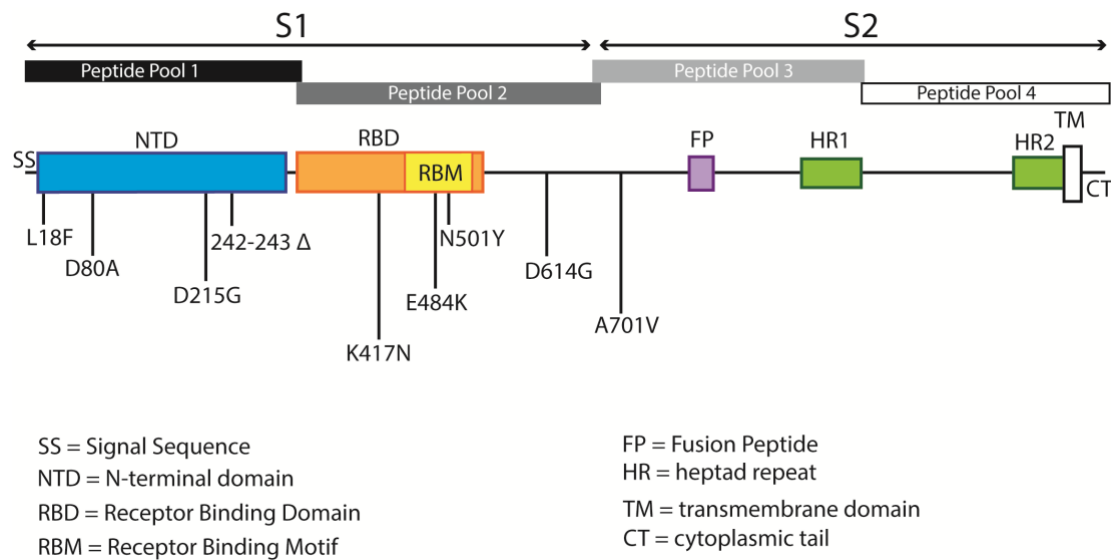 S1 S2
Peptide Pool 1 Peptide Pool 3
Peptide Pool 2 Peptide Pool 4
SS NTD RBD RBM FP HR1 HR2 TM CT
L18F
D80A
D215G
242-243 Δ
K417N
E484K
N501Y
D614G
A701V
SS = Signal Sequence
NTD = N-terminal domain
RBD = Receptor Binding Domain
RBM = Receptor Binding Motif
FP = Fusion Peptide
HR = heptad repeat
TM = transmembrane domain
CT = cytoplasmic tail